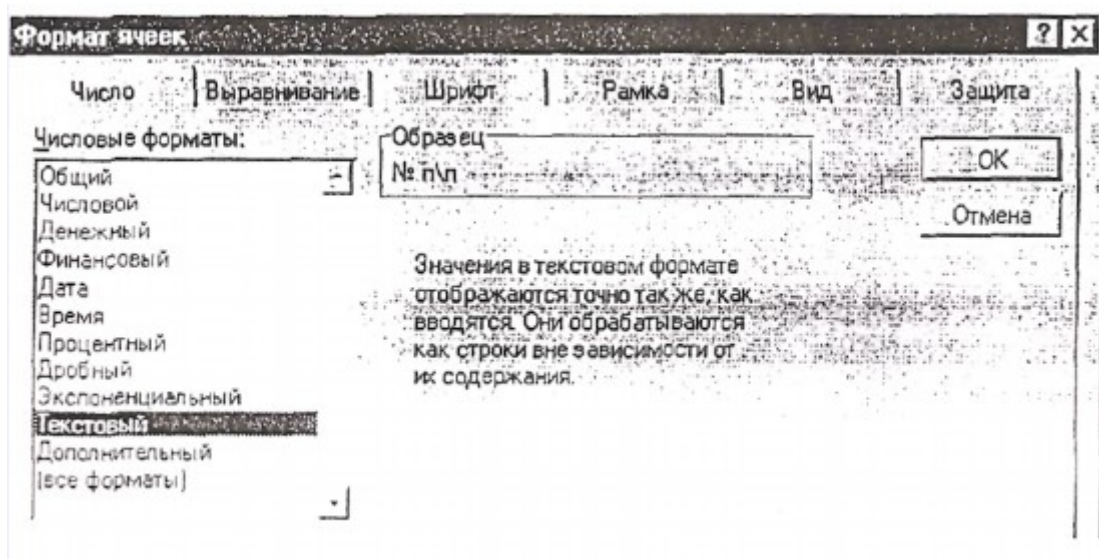 Формат ячеек
Число Выравнивание Шрифт Рамка Вид Защита
Числовые форматы:
Общий
Числовой
Денежный
Финансовый
Дата
Время
Процентный
Дробный
Экспоненциальный
Текстовый
Дополнительный
(все форматы)
Образец
№ п\п
Значения в текстовом формате
отображаются точно так же, как
вводятся. Они обрабатываются
как строки вне зависимости от
их содержания.
ОК
Отмена